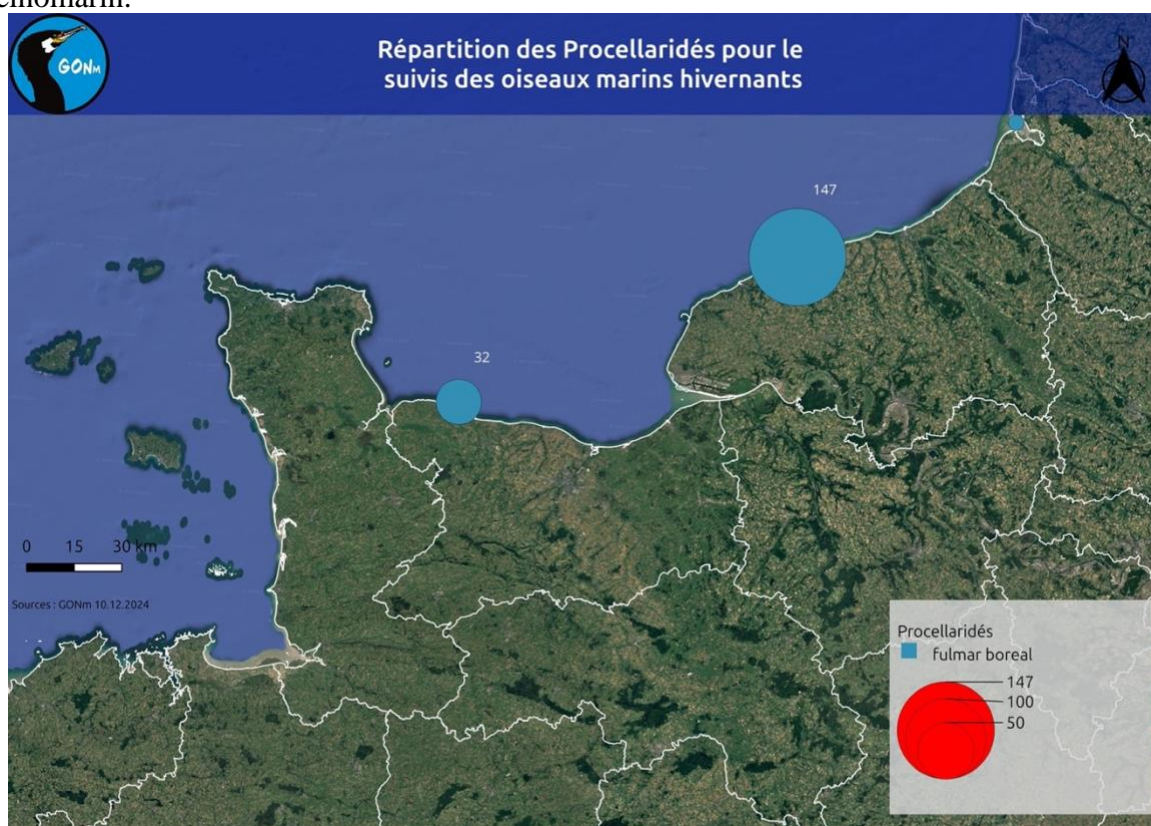 GONm
Répartition des Procellaridés pour le
suivis des oiseaux marins hivernants
N
147
32
0 15 30 km
Sources : GONm 10.12.2024
Procellaridés
fulmar boreal
147
100
50